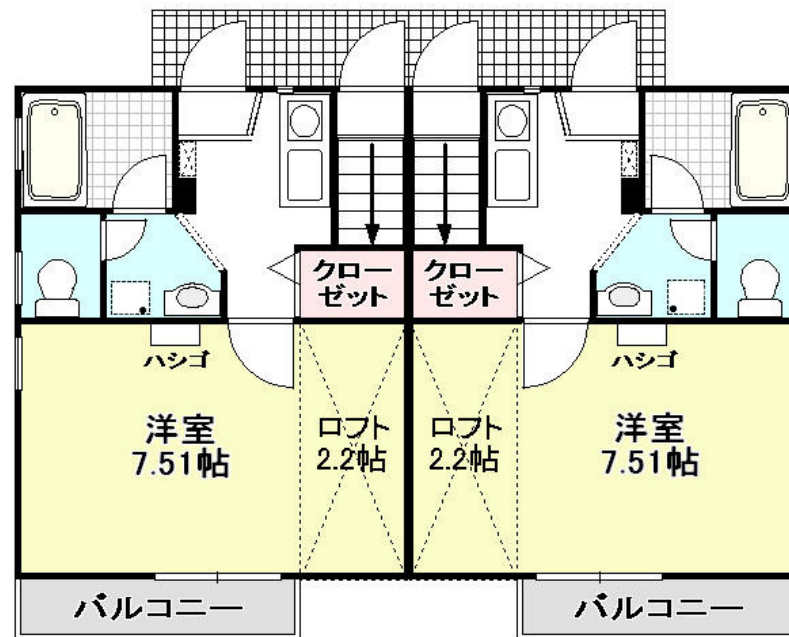 クロー
ゼット
クロー
ゼット
ハシゴ
ハシゴ
洋室
7.51帖
ロフト
2.2帖
ロフト
2.2帖
洋室
7.51帖
バルコニー
バルコニー